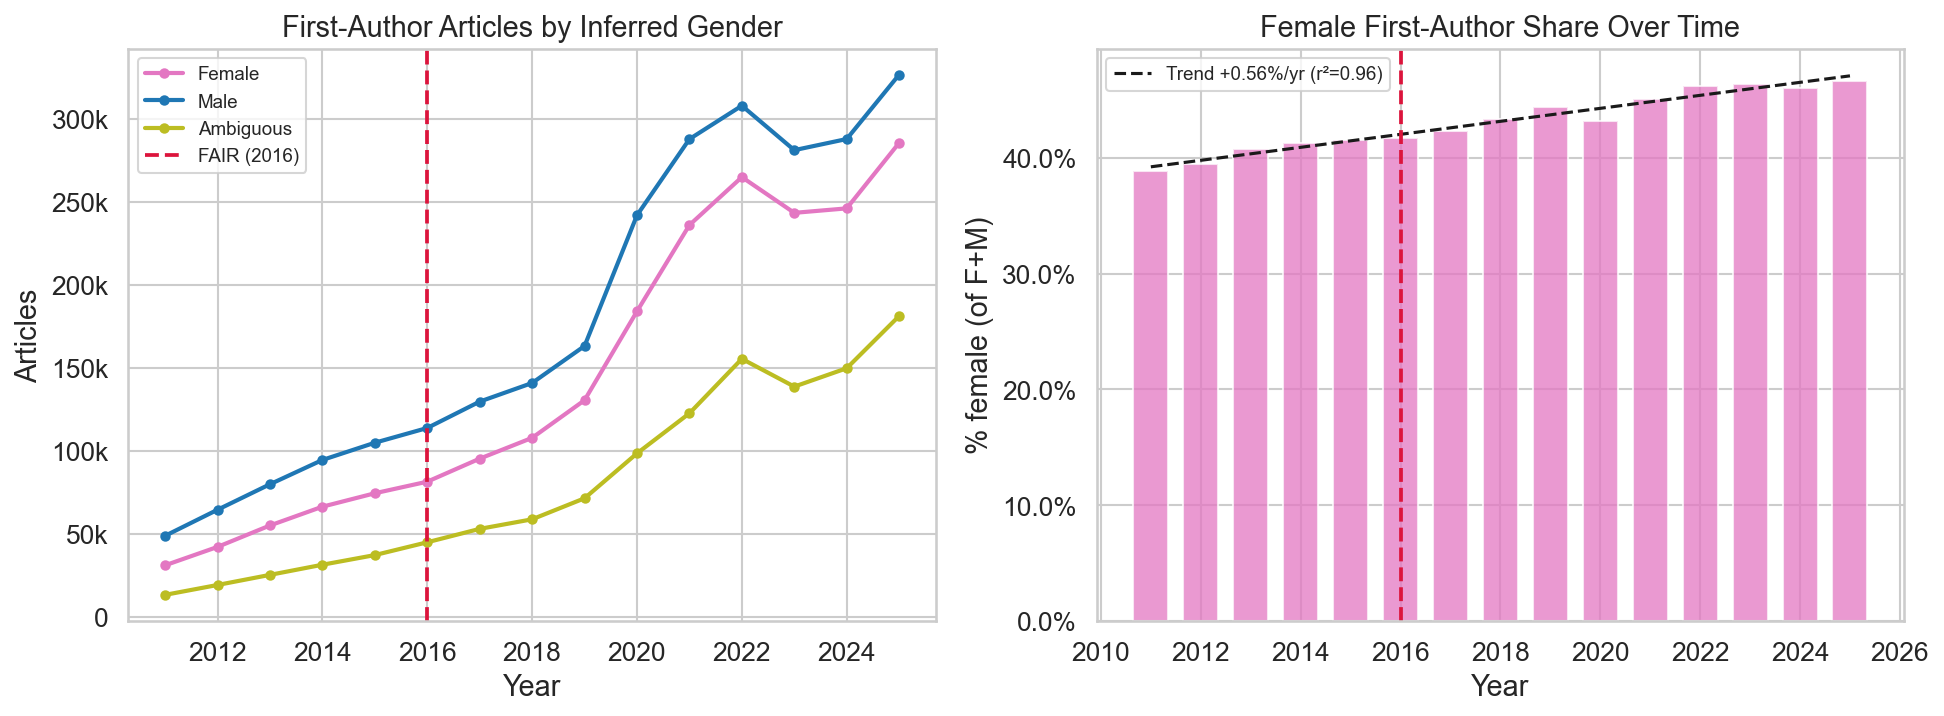 First-Author Articles by Inferred Gender
Female
Male
Ambiguous
FAIR (2016)
300k
250k
200k
150k
100k
50k
0
Articles
2012 2014 2016 2018 2020 2022 2024
Year
Female First-Author Share Over Time
Trend +0.56%/yr (r²=0.96)
40.0%
30.0%
20.0%
10.0%
0.0%
% female (of F+M)
2010 2012 2014 2016 2018 2020 2022 2024 2026
Year